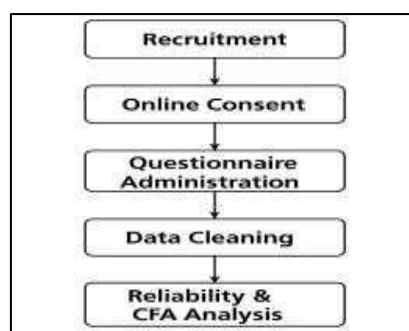 Recruitment
Online Consent
Questionnaire
Administration
Data Cleaning
Reliability &
CFA Analysis